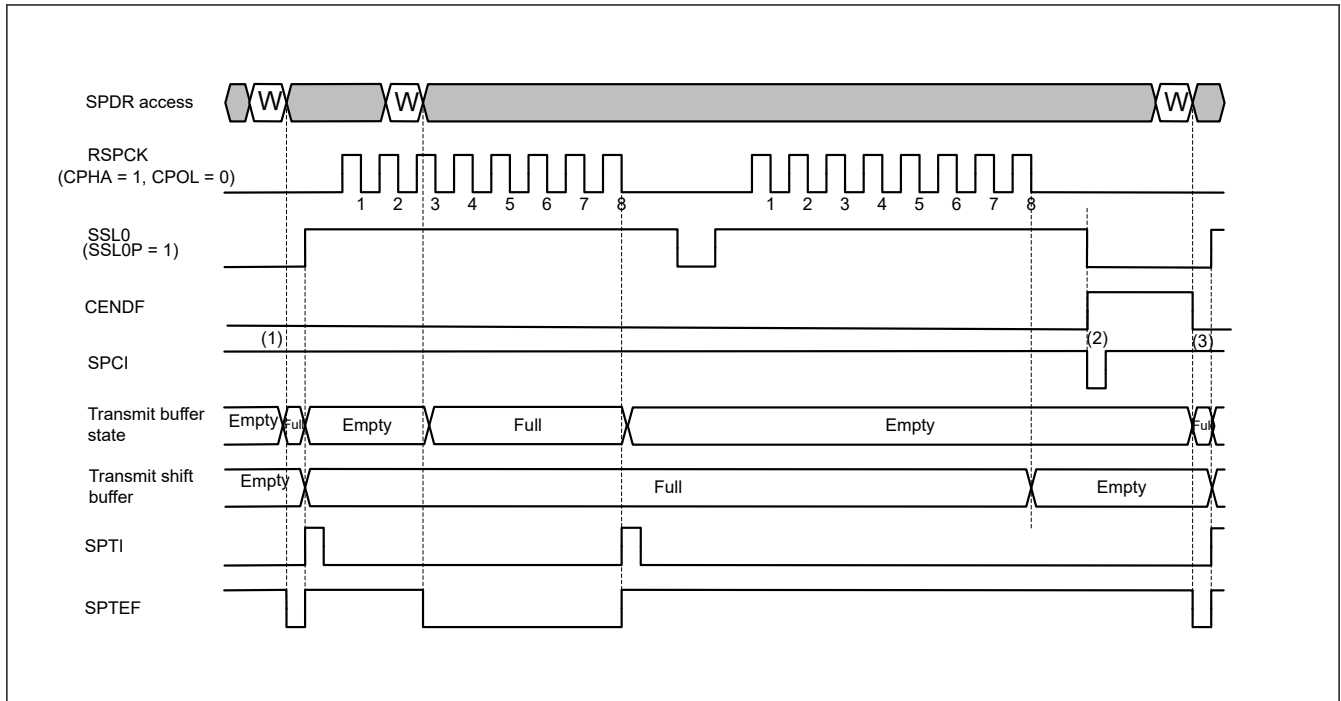 SPDR access
W
W
W
RSPCK
(CPHA = 1, CPOL = 0)
1 2 3 4 5 6 7 8
1 2 3 4 5 6 7 8
SSL0
(SSL0P = 1)
CENDF
(1)
(2)
(3)
SPCI
Transmit buffer
state
Empty
Full
Empty
Full
Empty
Full
Transmit shift
buffer
Empty
Full
Empty
SPTI
SPTEF